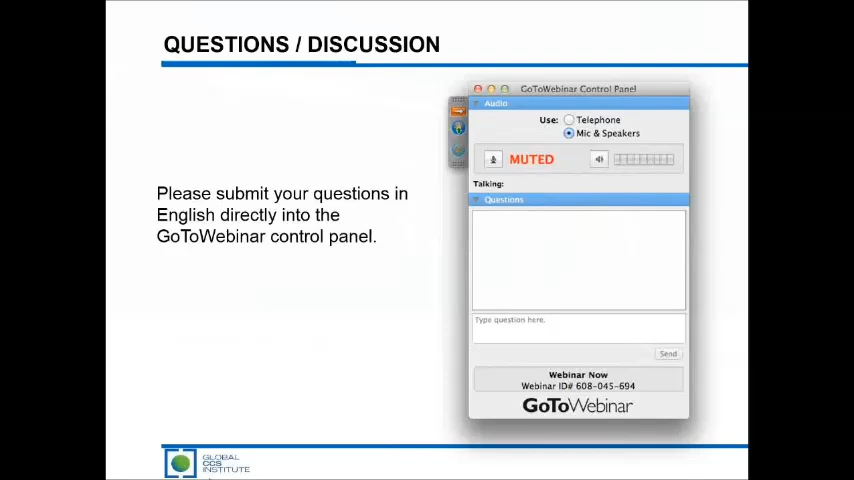 QUESTIONS / DISCUSSION
Please submit your questions in
English directly into the
GoToWebinar control panel.
GoToWebinar Control Panel
Audio
Use: Telephone
Mic & Speakers
MUTED
Talking:
Questions
Type question here.
Send
Webinar Now
Webinar ID# 608-045-694
GoToWebinar
GLOBAL
CCS
INSTITUTE